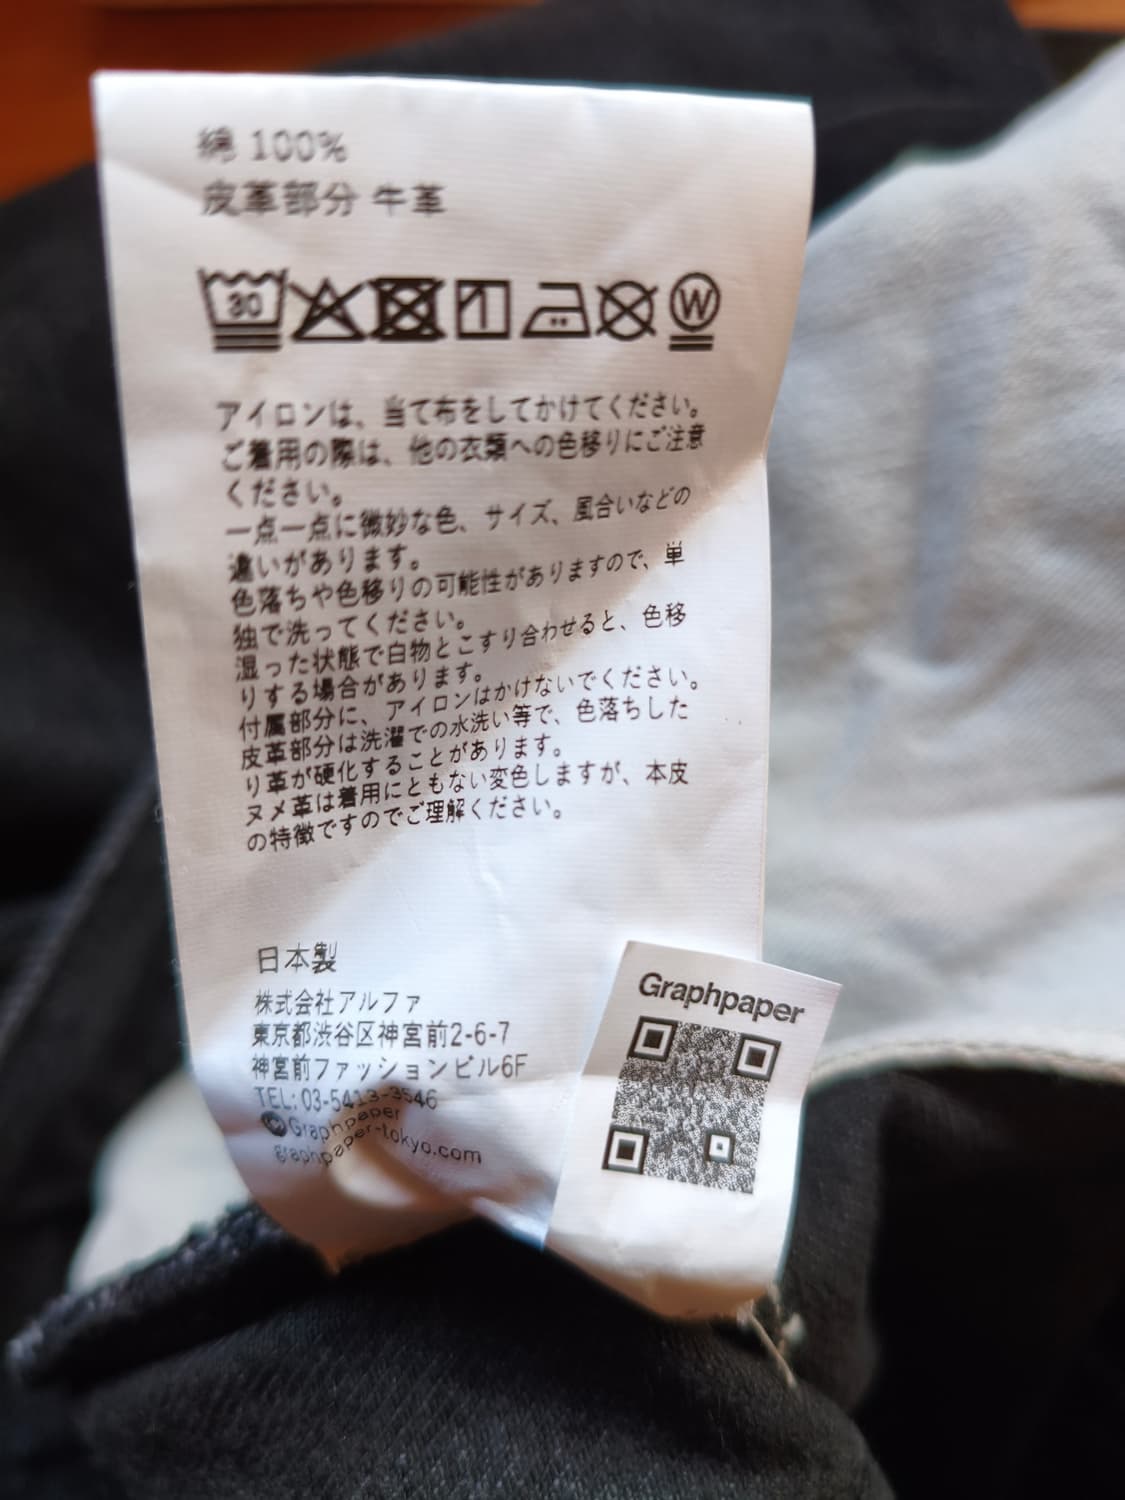 綿 100%
皮革部分 牛革
30
W
アイロンは、当て布をしてかけてください。
ご着用の際は、他の衣類への色移りにご注意
ください。
一点一点に微妙な色、サイズ、風合いなどの
違いがあります。
色落ちや色移りの可能性がありますので、単
独で洗ってください。
湿った状態で白物とこすり合わせると、色移
りする場合があります。
付属部分に、アイロンはかけないでください。
皮革部分は洗濯での水洗い等で、色落ちした
り革が硬化することがあります。
ヌメ革は着用にともない変色しますが、本皮
の特徴ですのでご理解ください。
日本製
株式会社アルファ
東京都渋谷区神宮前2-6-7
神宮前ファッションビル6F
TEL: 03-5413-3546
©Graphpaper
graphpaper-tokyo.com
Graphpaper